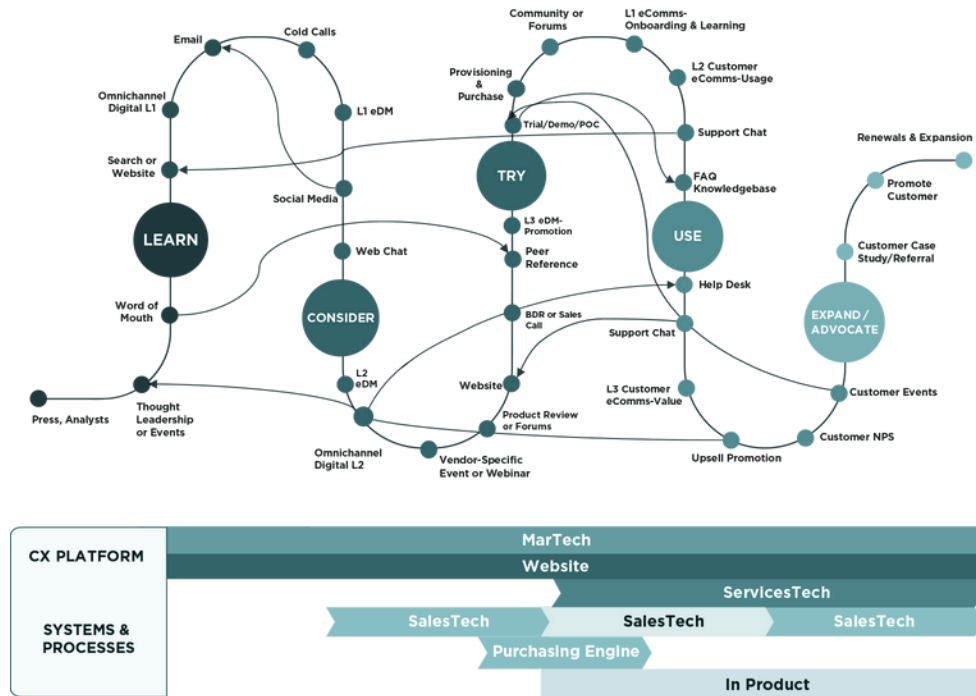 Press, Analysts
Thought
Leadership
or Events
Word of
Mouth
LEARN
Search or
Website
Omnichannel
Digital L1
Email
Cold Calls
L1 eDM
Social Media
Web Chat
CONSIDER
L2
eDM
Omnichannel
Digital L2
Vendor-Specific
Event or Webinar
Product Review
or Forums
Website
BDR or Sales
Call
Peer
Reference
L3 eDM-
Promotion
TRY
Trial/Demo/POC
Provisioning
&
Purchase
Community or
Forums
L1 eComms-
Onboarding & Learning
L2 Customer
eComms-Usage
Support Chat
FAQ
Knowledgebase
USE
Help Desk
Support Chat
L3 Customer
eComms-Value
Upsell Promotion
Customer NPS
Customer Events
EXPAND/
ADVOCATE
Customer Case
Study/Referral
Promote
Customer
Renewals & Expansion
CX PLATFORM
MarTech
Website
SYSTEMS &
PROCESSES
ServicesTech
SalesTech
SalesTech
SalesTech
Purchasing Engine
In Product